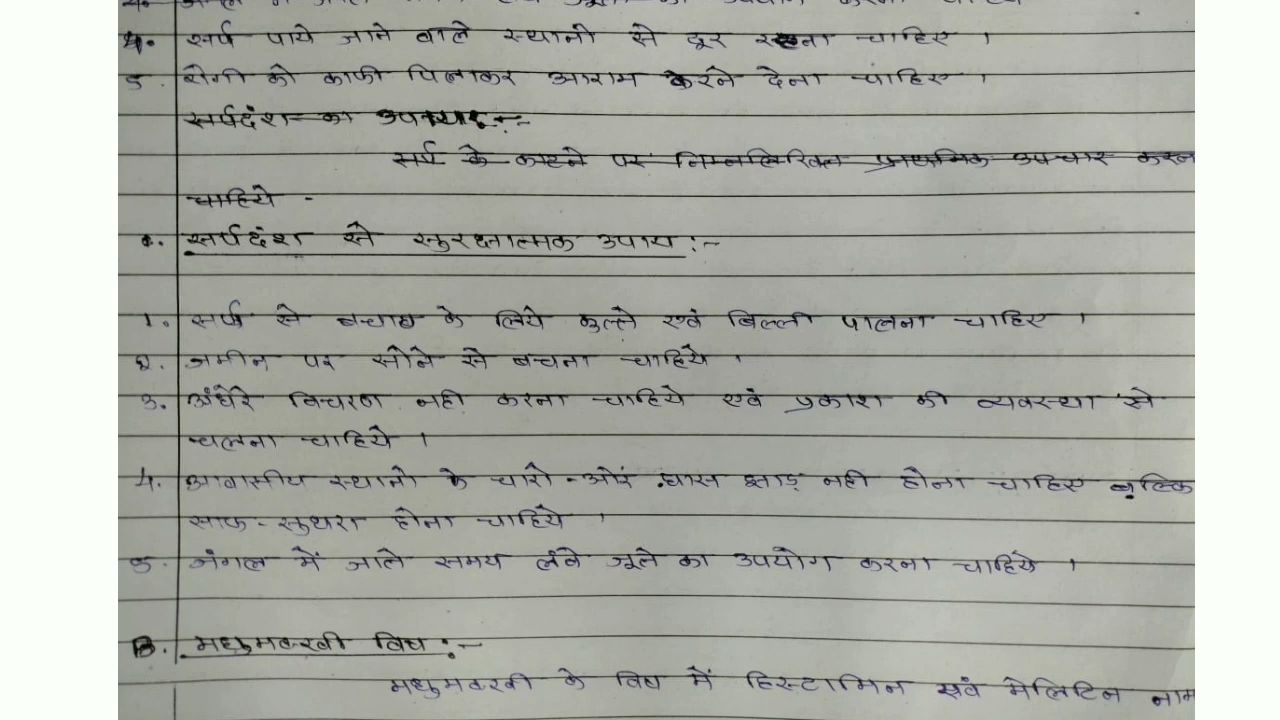 4. सर्प पाये जाने वाले स्थानो से दूर रहना चाहिए ।
5. रोगी को काफी पिलाकर आराम करने देना चाहिए ।
सर्पदंश का उपचार :-
सर्प के काटने पर निम्नलिखित प्राथमिक उपचार करन
चाहिये -
सर्पदंश से सुरक्षात्मक उपाय :-
1. सर्प से बचाव के लिये कुत्ते एवं बिल्ली पालना चाहिए ।
2. जमीन पर सोने से बचना चाहिये ।
3. अंधेरे विचरण नही करना चाहिये एवं प्रकाश की व्यवस्था से
चलना चाहिये ।
4. आवासीय स्थानो के चारो - ओर घास झाड़ नही होना चाहिए बल्कि
साफ - सुथरा होना चाहिये ।
5. जंगल में जाते समय लंबे जूते का उपयोग करना चाहिये ।
B. मधुमक्खी विष :-
मधुमक्खी के विष में हिस्टामिन एवं मेलिटिन नाम